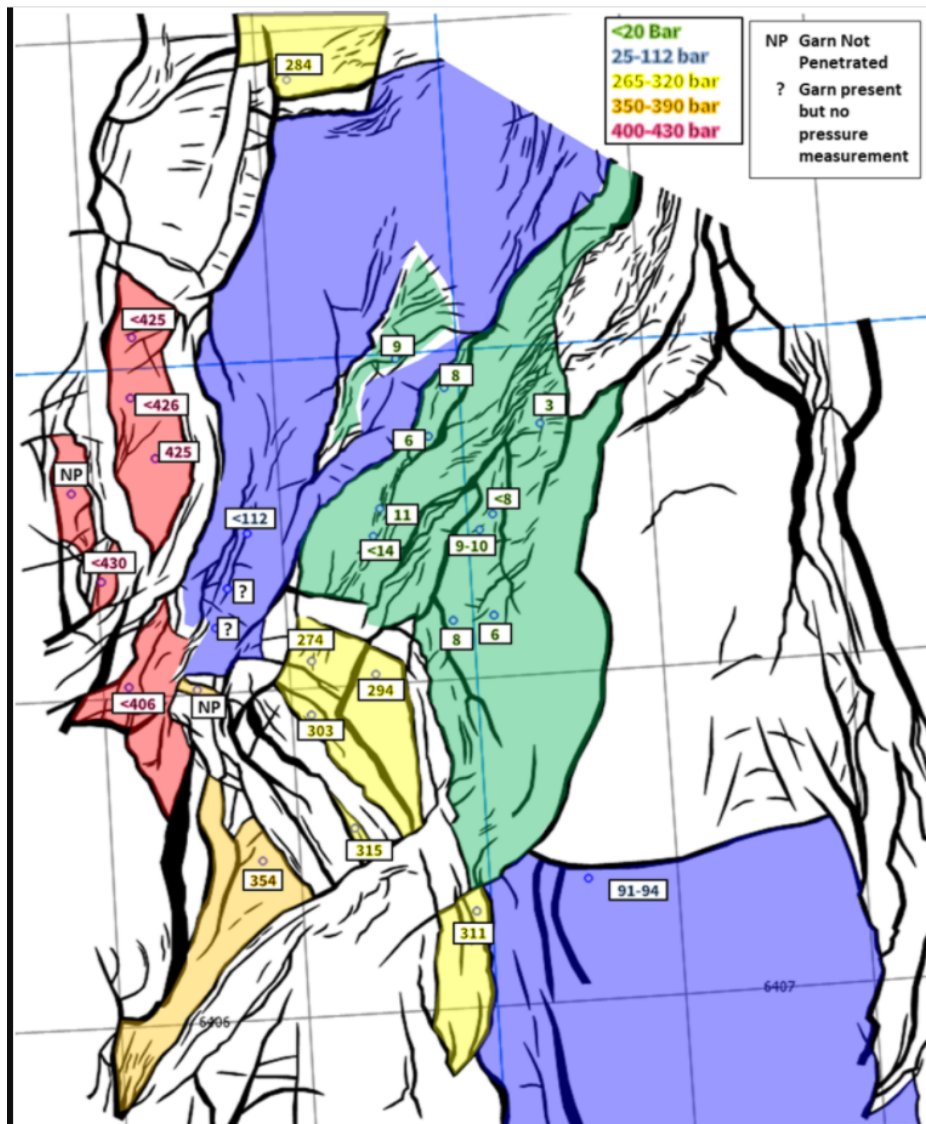 <20 Bar
25-112 bar
265-320 bar
350-390 bar
400-430 bar
NP Garn Not
Penetrated
? Garn present
but no
pressure
measurement
284
<425
9
8
<426
3
6
425
NP
<8
11
<112
9-10
<14
<430
?
?
274
8
6
294
<406
NP
303
315
354
91-94
311
6407
6406